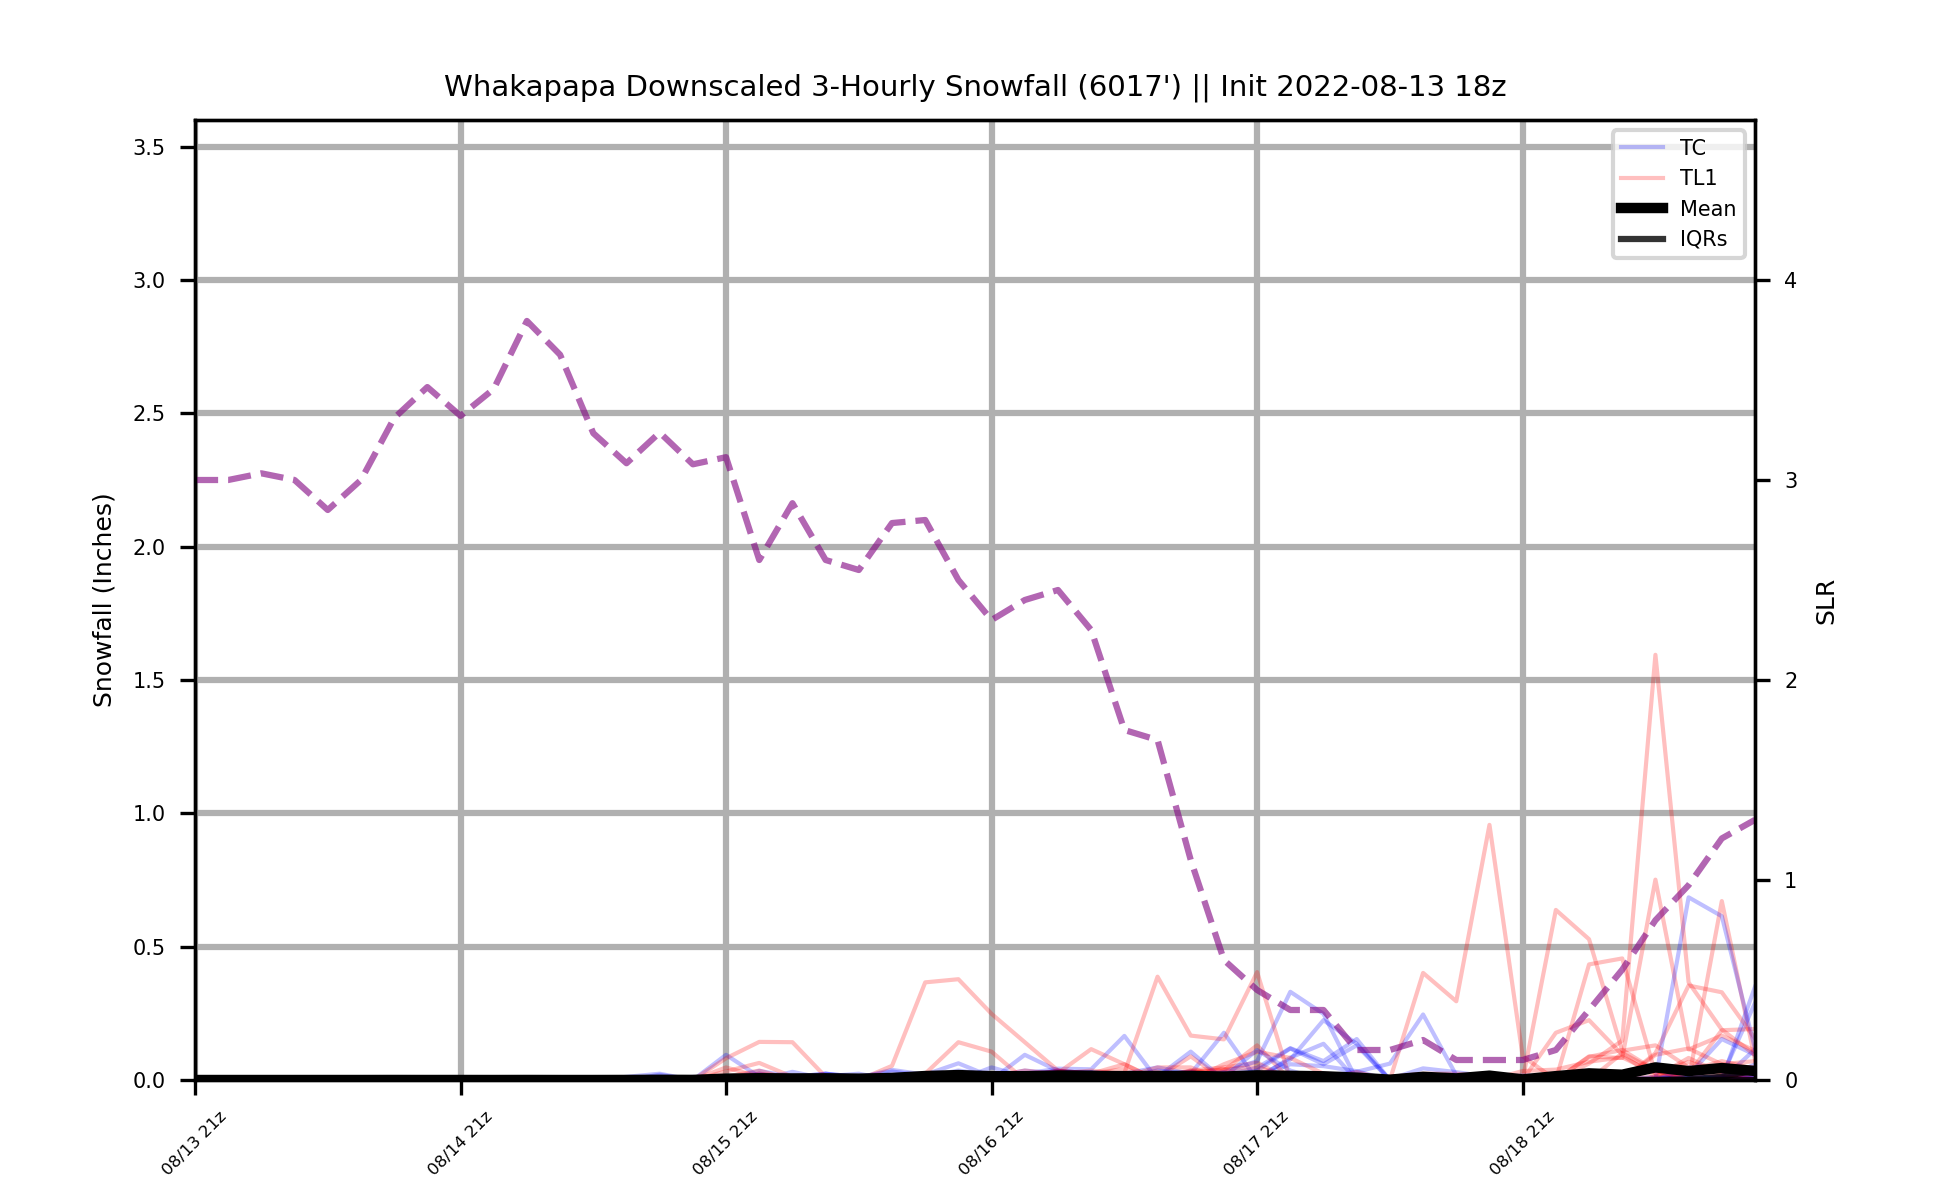 Whakapapa Downscaled 3-Hourly Snowfall (6017') || Init 2022-08-13 18z
TC
TL1
Mean
IQRs
3.5
3.0
2.5
2.0
1.5
1.0
0.5
0.0
Snowfall (Inches)
4
3
2
1
0
SLR
08/13 21z
08/14 21z
08/15 21z
08/16 21z
08/17 21z
08/18 21z